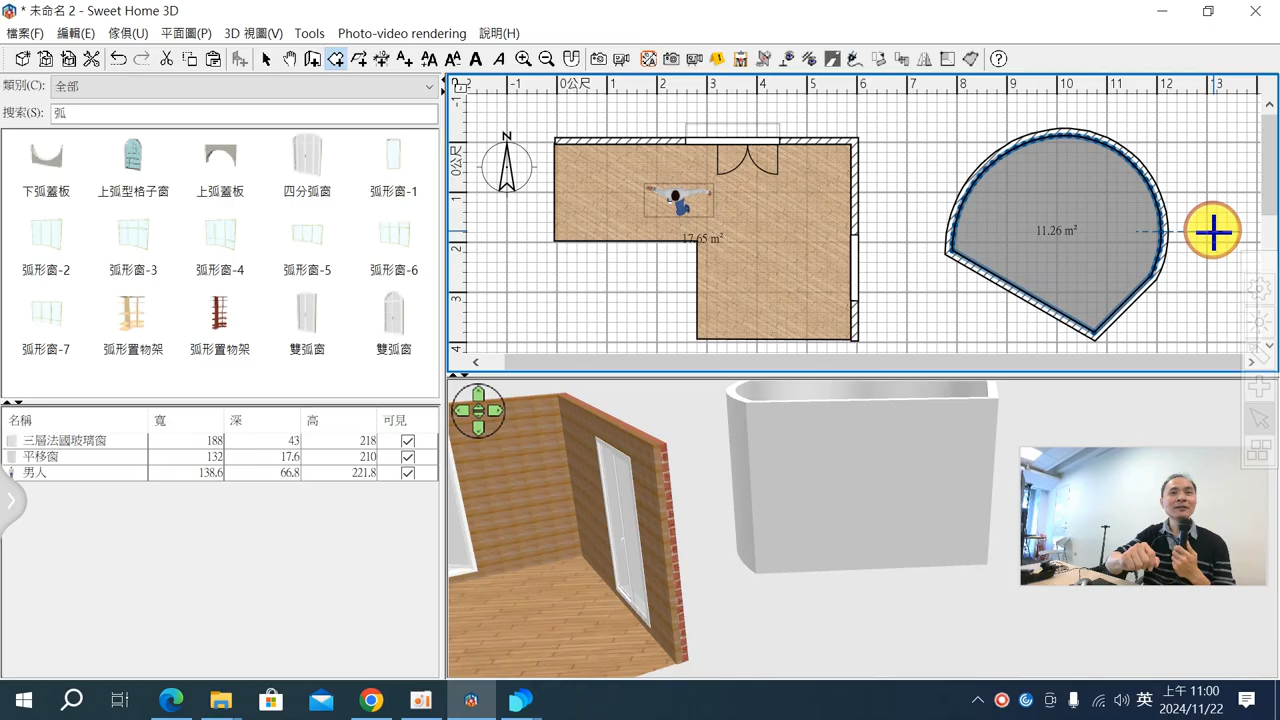 * 未命名 2 - Sweet Home 3D
檔案(F) 編輯(E) 傢俱(U) 平面圖(P) 3D 視圖(V) Tools Photo-video rendering 說明(H)
類別(C): 全部
搜索(S): 弧
下弧蓋板 上弧型格子窗 上弧蓋板 四分弧窗 弧形窗-1
弧形窗-2 弧形窗-3 弧形窗-4 弧形窗-5 弧形窗-6
弧形窗-7 弧形置物架 弧形置物架 雙弧窗 雙弧窗
名稱 寬 深 高 可見
三層法國玻璃窗 188 43 218
平移窗 132 17.6 210
男人 138.6 66.8 221.8
-1 0公尺 1 2 3 4 5 6 7 8 9 10 11 12 13
-1
0公尺
1
2
3
4
N
17.65 m²
11.26 m²
英
上午 11:00
2024/11/22